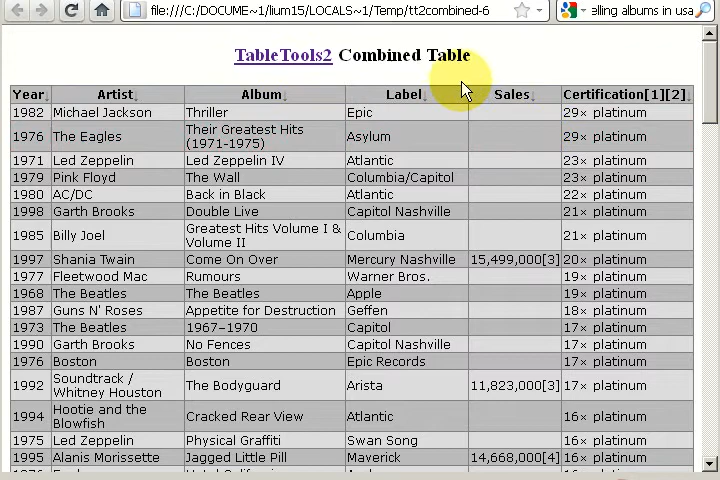 file:///C:/DOCUME~1/lium15/LOCALS~1/Temp/tt2combined-6
elling albums in usa
TableTools2 Combined Table
Year↓ Artist↓ Album↓ Label↓ Sales↓ Certification[1][2]↓
1982 Michael Jackson Thriller Epic 29× platinum
1976 The Eagles Their Greatest Hits (1971-1975) Asylum 29× platinum
1971 Led Zeppelin Led Zeppelin IV Atlantic 23× platinum
1979 Pink Floyd The Wall Columbia/Capitol 23× platinum
1980 AC/DC Back in Black Atlantic 22× platinum
1998 Garth Brooks Double Live Capitol Nashville 21× platinum
1985 Billy Joel Greatest Hits Volume I & Volume II Columbia 21× platinum
1997 Shania Twain Come On Over Mercury Nashville 15,499,000[3] 20× platinum
1977 Fleetwood Mac Rumours Warner Bros. 19× platinum
1968 The Beatles The Beatles Apple 19× platinum
1987 Guns N' Roses Appetite for Destruction Geffen 18× platinum
1973 The Beatles 1967–1970 Capitol 17× platinum
1990 Garth Brooks No Fences Capitol Nashville 17× platinum
1976 Boston Boston Epic Records 17× platinum
1992 Soundtrack / Whitney Houston The Bodyguard Arista 11,823,000[3] 17× platinum
1994 Hootie and the Blowfish Cracked Rear View Atlantic 16× platinum
1975 Led Zeppelin Physical Graffiti Swan Song 16× platinum
1995 Alanis Morissette Jagged Little Pill Maverick 14,668,000[4] 16× platinum